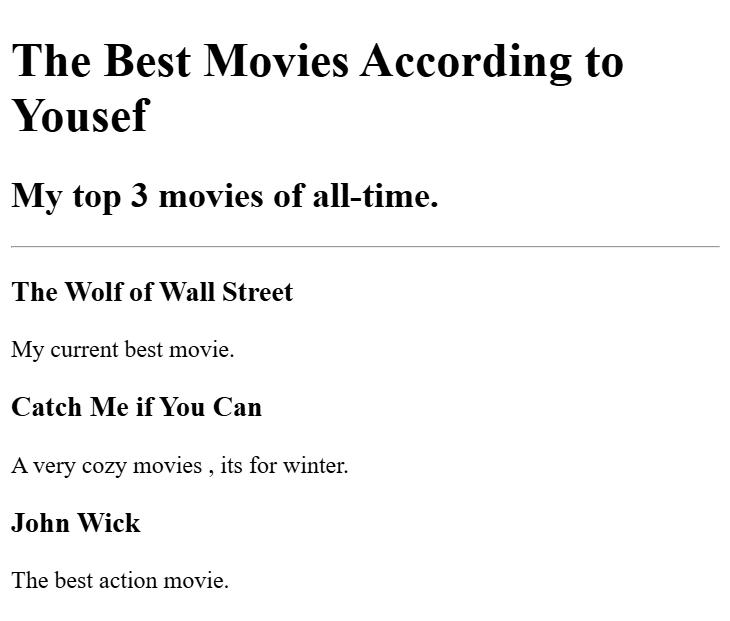 The Best Movies According to
Yousef
My top 3 movies of all-time.
The Wolf of Wall Street
My current best movie.
Catch Me if You Can
A very cozy movies , its for winter.
John Wick
The best action movie.